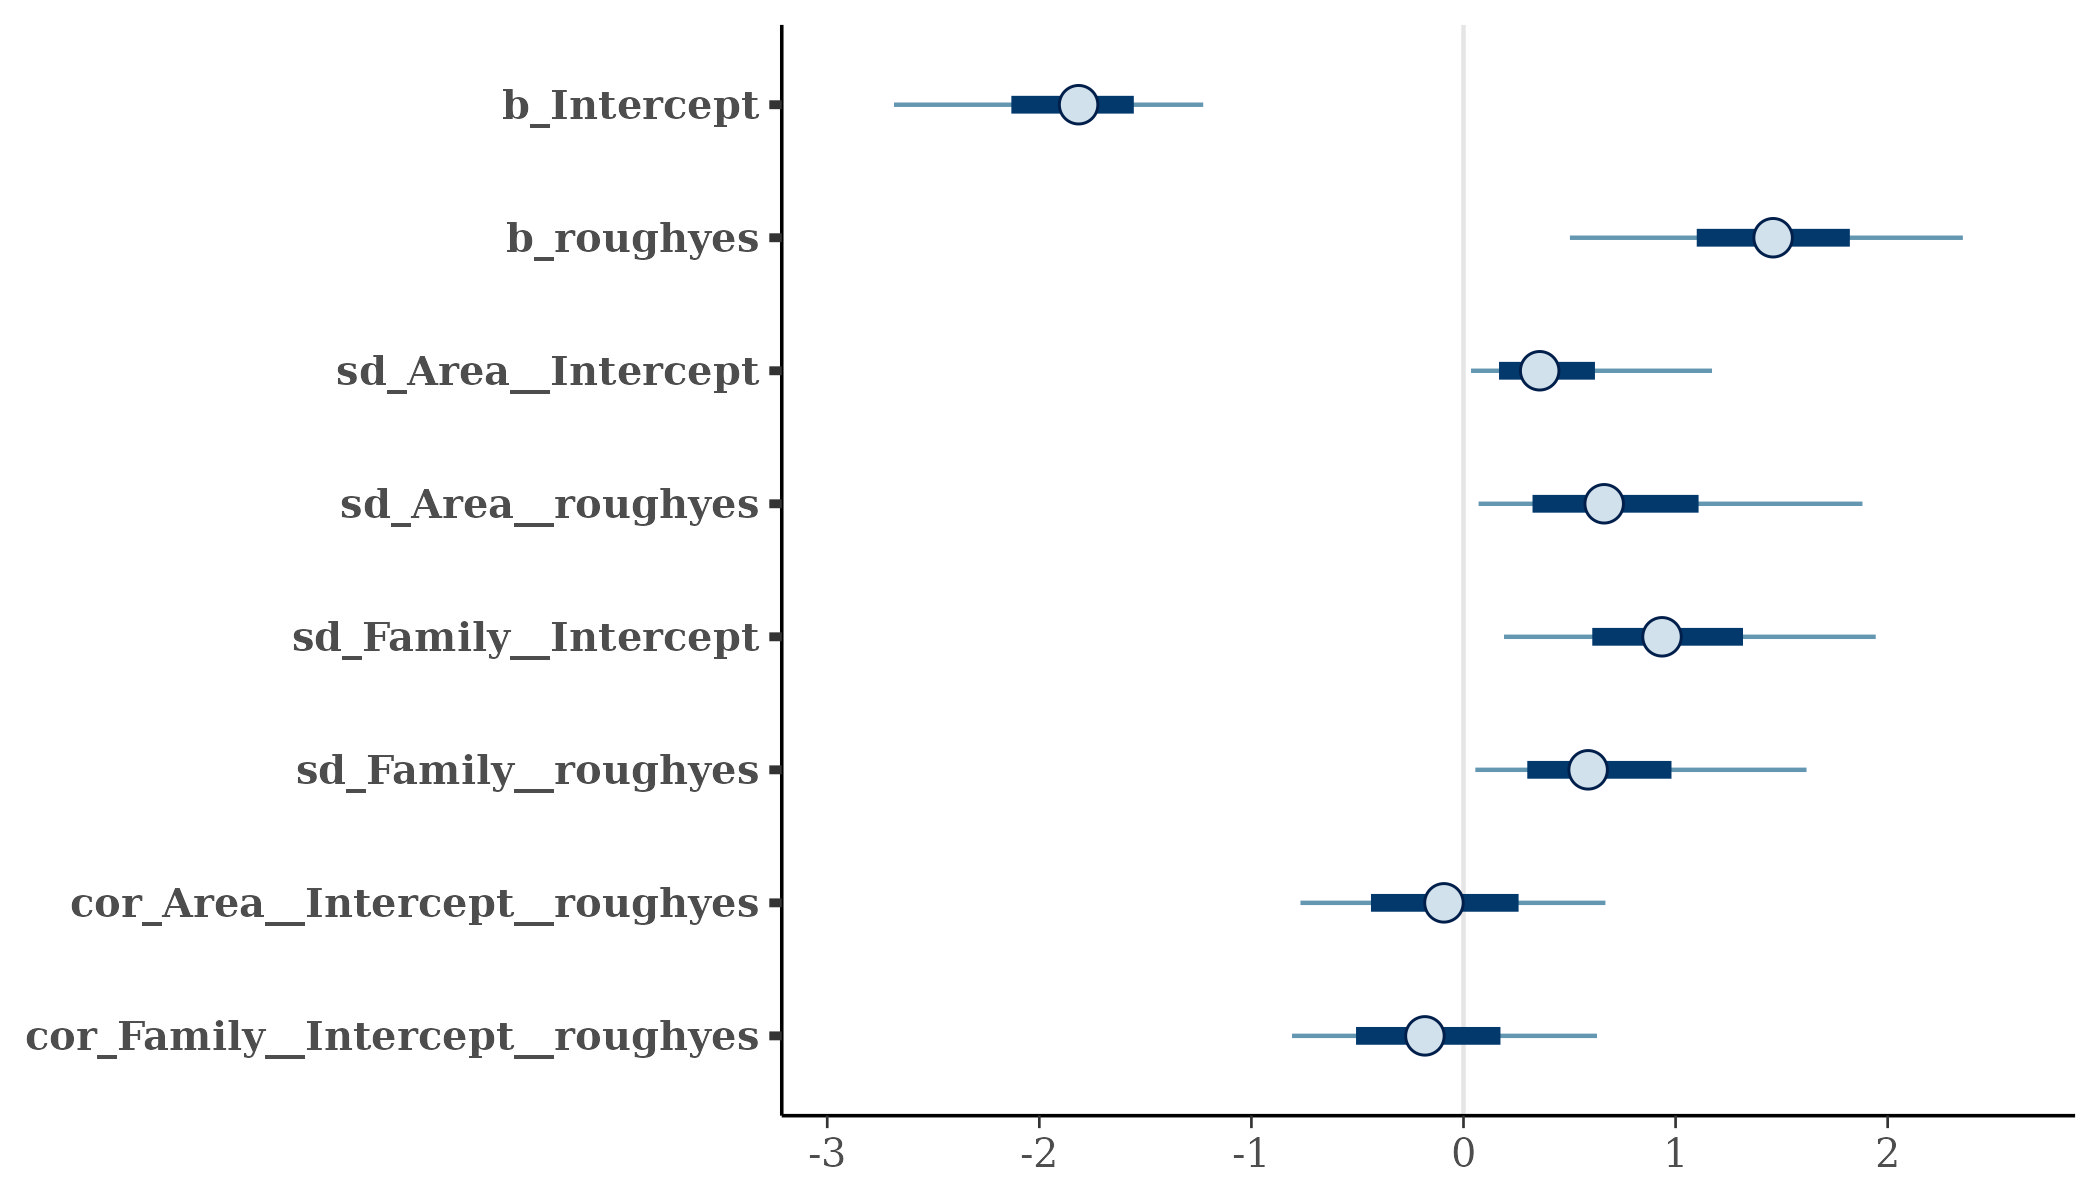 b_Intercept
b_roughyes
sd_Area__Intercept
sd_Area__roughyes
sd_Family__Intercept
sd_Family__roughyes
cor_Area__Intercept__roughyes
cor_Family__Intercept__roughyes
-3 -2 -1 0 1 2